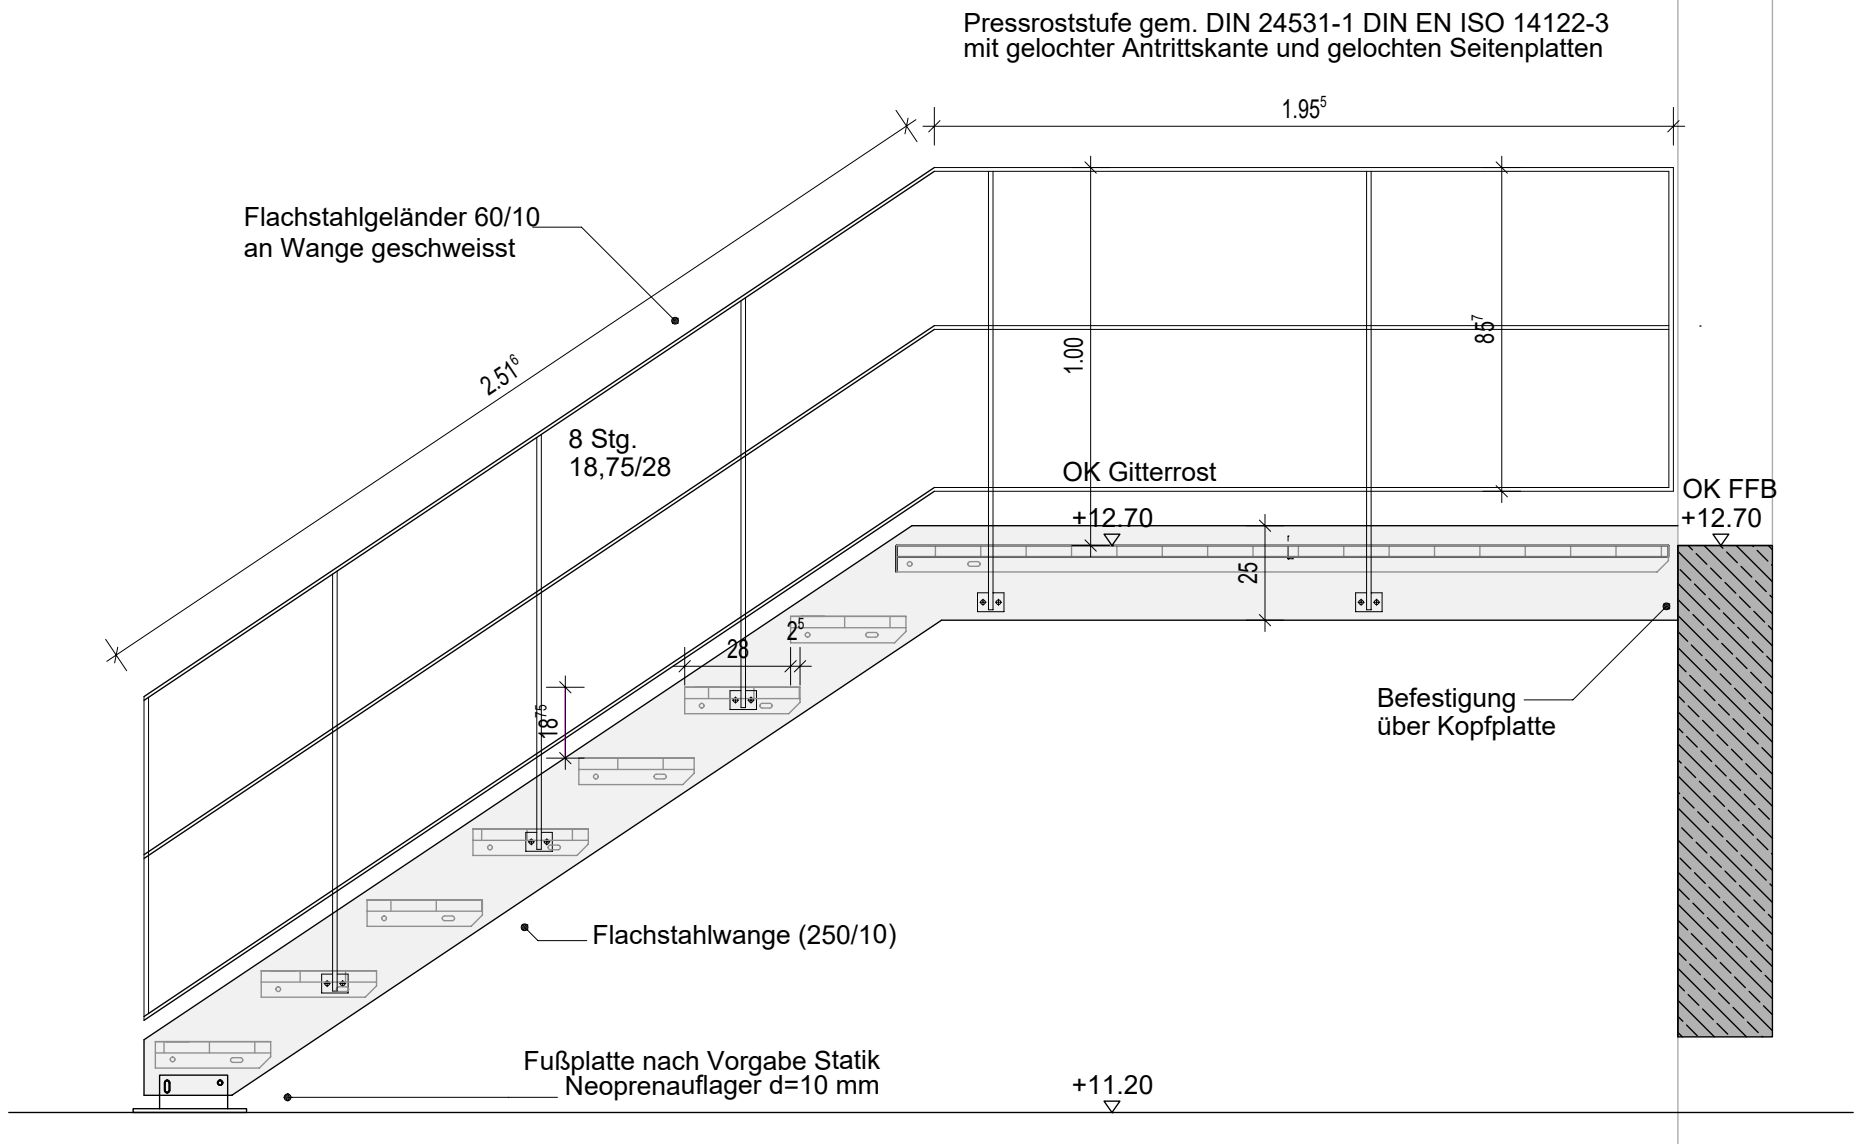 Pressroststufe gem. DIN 24531-1 DIN EN ISO 14122-3
mit gelochter Antrittskante und gelochten Seitenplatten
1.95⁵
Flachstahlgeländer 60/10
an Wange geschweisst
2.51⁶
8 Stg.
18,75/28
1.00
85⁷
OK Gitterrost
+12.70
OK FFB
+12.70
25
2⁵
28
18⁷⁵
Befestigung
über Kopfplatte
Flachstahlwange (250/10)
Fußplatte nach Vorgabe Statik
Neoprenauflager d=10 mm
+11.20